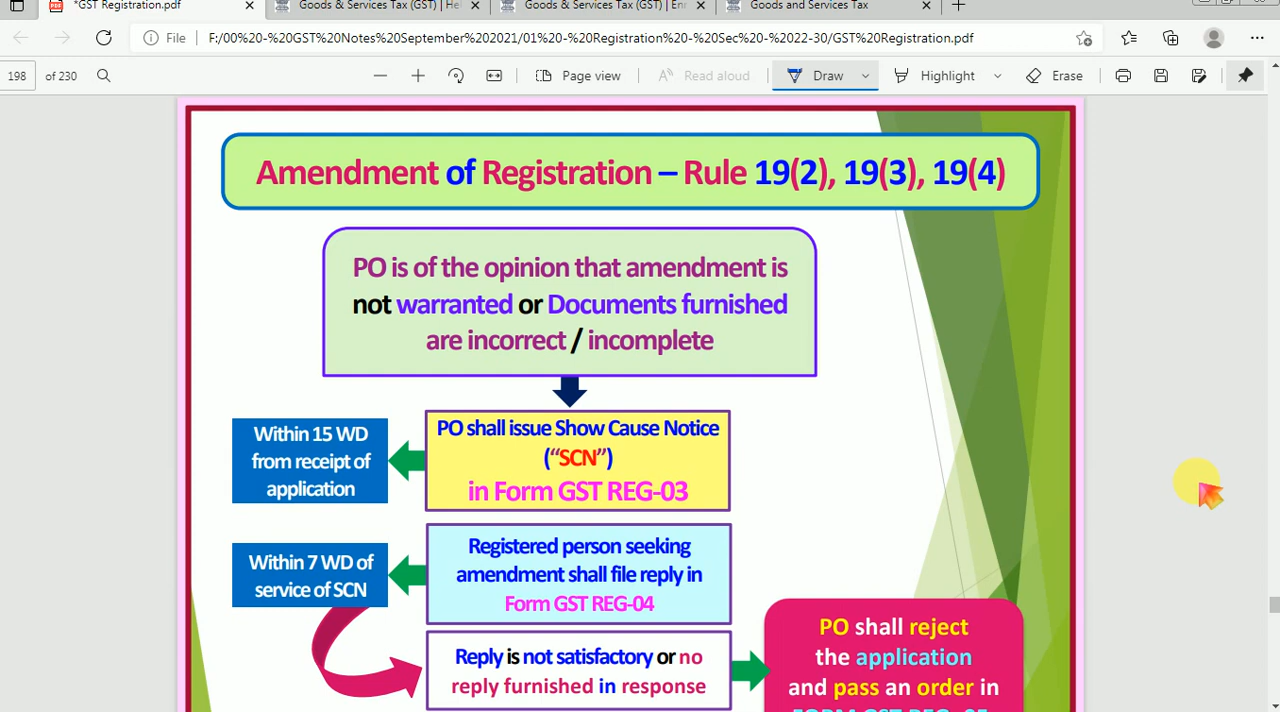 *GST Registration.pdf
Goods & Services Tax (GST) | He
Goods & Services Tax (GST) | En
Goods and Services Tax
File
F:/00%20-%20GST%20Notes%20September%202021/01%20-%20Registration%20-%20Sec%20-%2022-30/GST%20Registration.pdf
198 of 230
Page view
Read aloud
Draw
Highlight
Erase
Amendment of Registration – Rule 19(2), 19(3), 19(4)
PO is of the opinion that amendment is
not warranted or Documents furnished
are incorrect / incomplete
Within 15 WD
from receipt of
application
PO shall issue Show Cause Notice
(“SCN”)
in Form GST REG-03
Within 7 WD of
service of SCN
Registered person seeking
amendment shall file reply in
Form GST REG-04
Reply is not satisfactory or no
reply furnished in response
PO shall reject
the application
and pass an order in